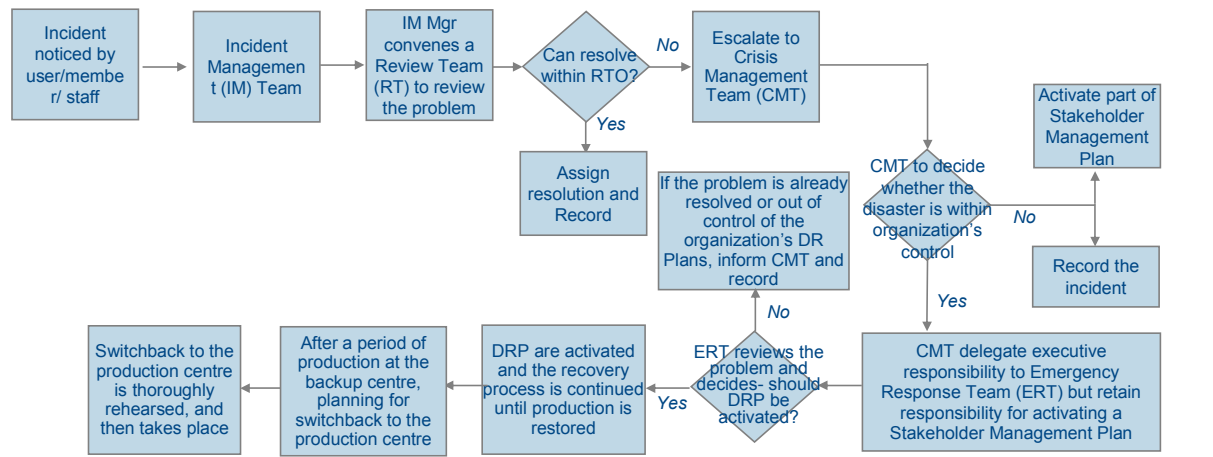 Incident
noticed by
user/membe
r/ staff
Incident
Managemen
t (IM) Team
IM Mgr
convenes a
Review Team
(RT) to review
the problem
Can resolve
within RTO?
No
Yes
Assign
resolution and
Record
Escalate to
Crisis
Management
Team (CMT)
CMT to decide
whether the
disaster is within
organization's
control
No
Activate part of
Stakeholder
Management
Plan
Record the
incident
Yes
CMT delegate executive
responsibility to Emergency
Response Team (ERT) but retain
responsibility for activating a
Stakeholder Management Plan
ERT reviews the
problem and
decides- should
DRP be
activated?
No
If the problem is already
resolved or out of
control of the
organization's DR
Plans, inform CMT and
record
Yes
DRP are activated
and the recovery
process is continued
until production is
restored
After a period of
production at the
backup centre,
planning for
switchback to the
production centre
Switchback to the
production centre
is thoroughly
rehearsed, and
then takes place